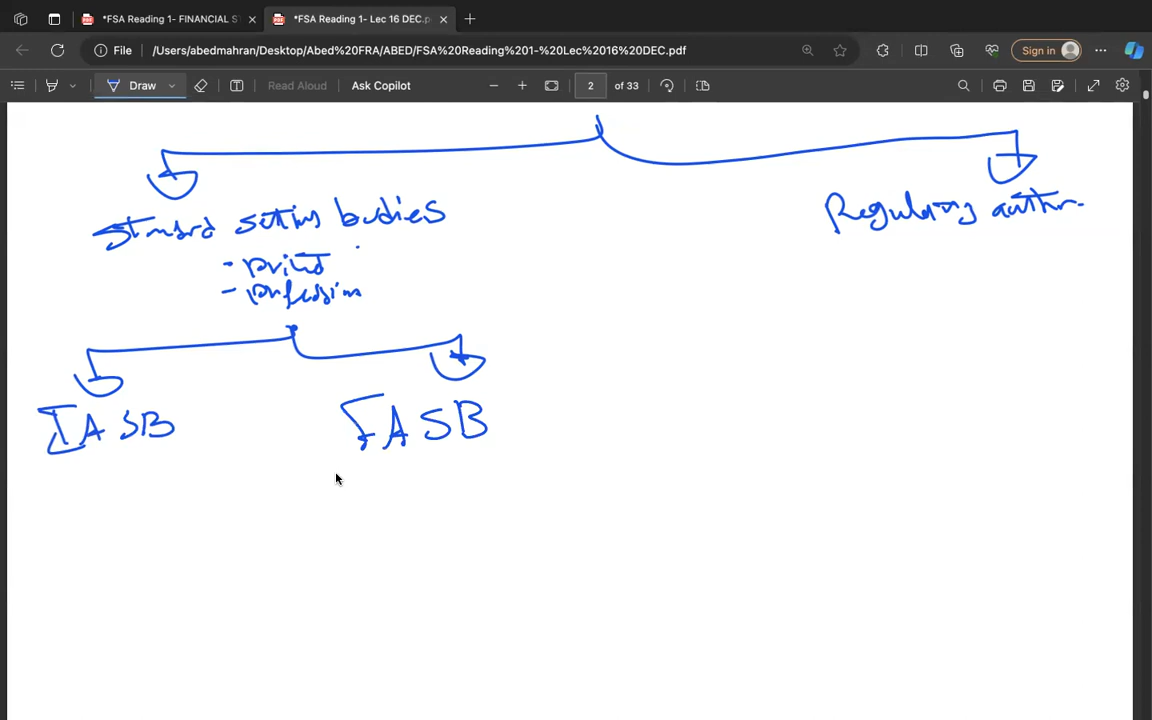 *FSA Reading 1- FINANCIAL S
*FSA Reading 1- Lec 16 DEC.p
File /Users/abedmahran/Desktop/Abed%20FRA/ABED/FSA%20Reading%201-%20Lec%2016%20DEC.pdf Sign in
Draw Read Aloud Ask Copilot 2 of 33
Standard setting bodies
Regulating author.
- privet
- profession
IASB FASB